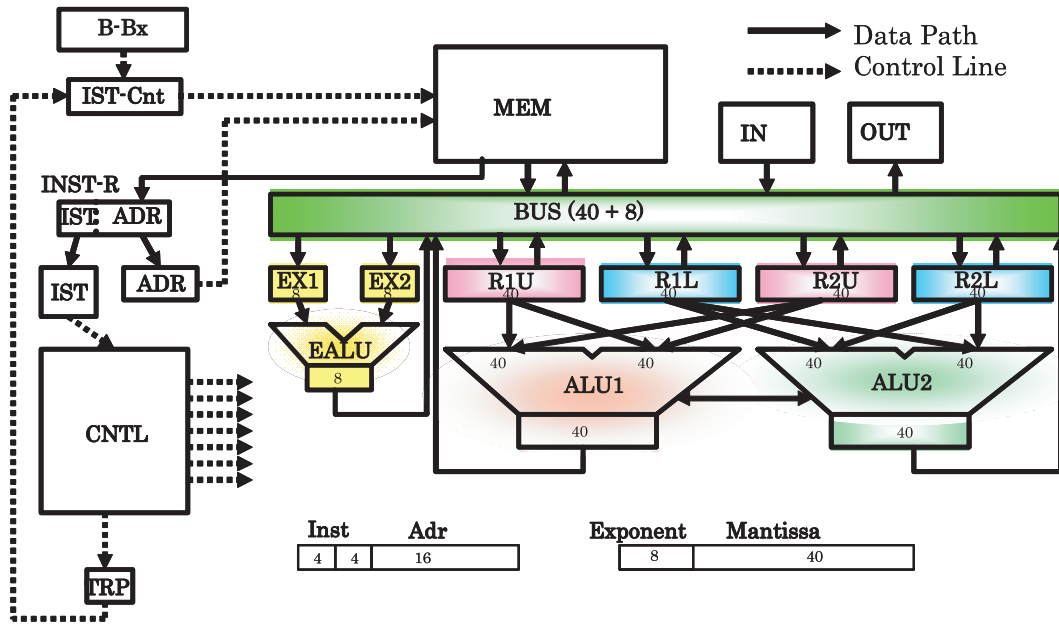 B-Bx
Data Path
Control Line
IST-Cnt
MEM
IN
OUT
INST-R
IST ADR
BUS (40 + 8)
IST
ADR
EX1
8
EX2
8
R1U
40
R1L
40
R2U
40
R2L
40
EALU
8
40
40
ALU1
40
40
40
ALU2
40
CNTL
TRP
Inst Adr
4 4 16
Exponent Mantissa
8 40